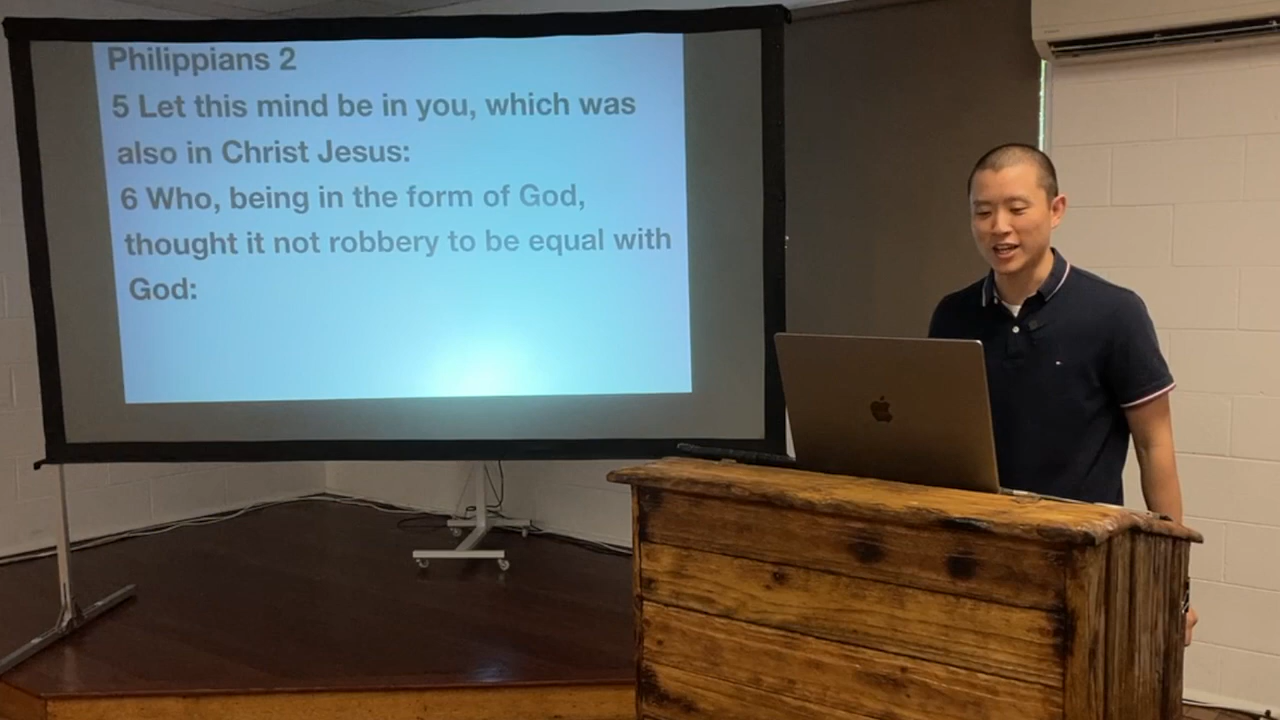 Philippians 2
5 Let this mind be in you, which was
also in Christ Jesus:
6 Who, being in the form of God,
thought it not robbery to be equal with
God: